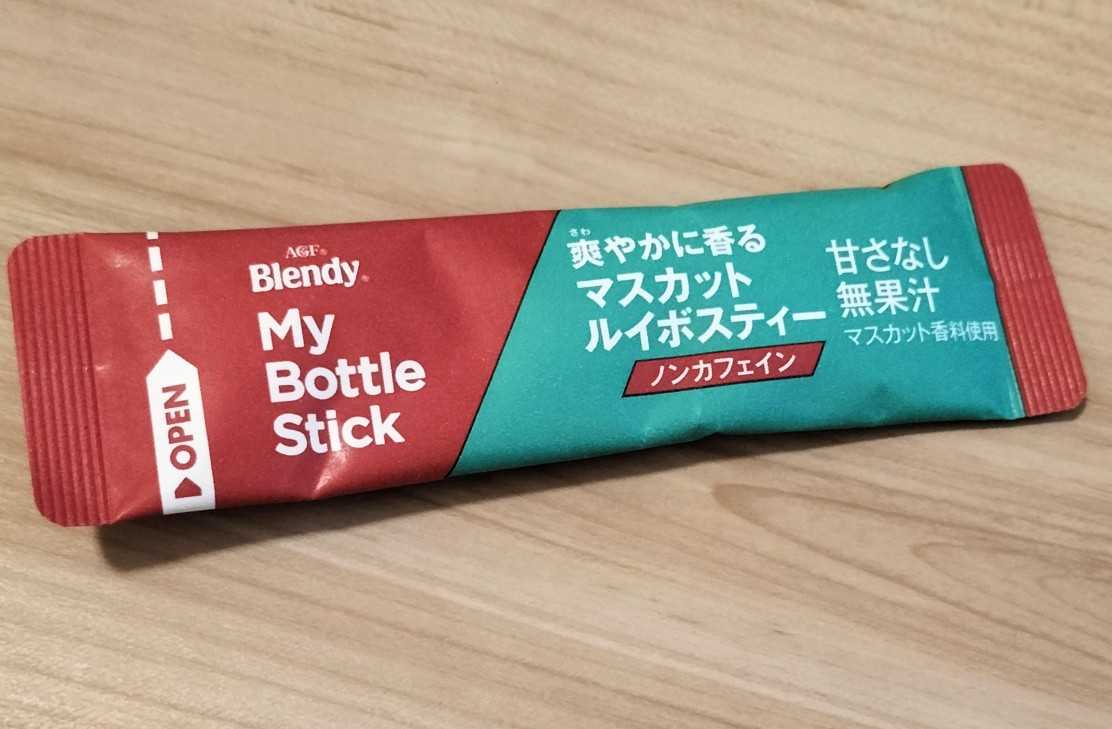 OPEN
AGF®
Blendy®
My
Bottle
Stick
さわ
爽やかに香る
マスカット
ルイボスティー
ノンカフェイン
甘さなし
無果汁
マスカット香料使用